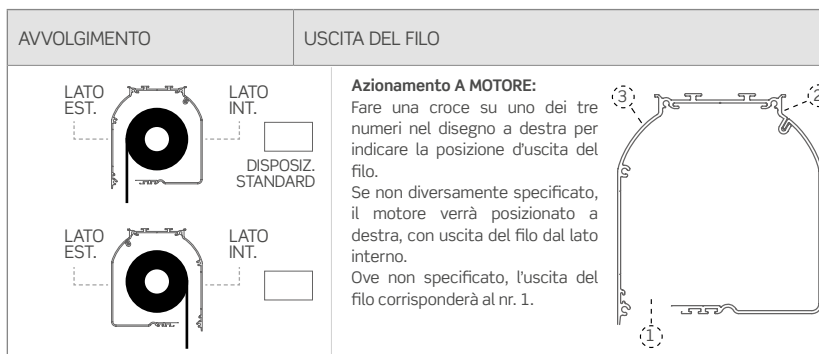 AVVOLGIMENTO
USCITA DEL FILO
LATO
EST.
LATO
INT.
DISPOSIZ.
STANDARD
LATO
EST.
LATO
INT.
Azionamento A MOTORE:
Fare una croce su uno dei tre
numeri nel disegno a destra per
indicare la posizione d'uscita del
filo.
Se non diversamente specificato,
il motore verrà posizionato a
destra, con uscita del filo dal lato
interno.
Ove non specificato, l'uscita del
filo corrisponderà al nr. 1.
3
2
1